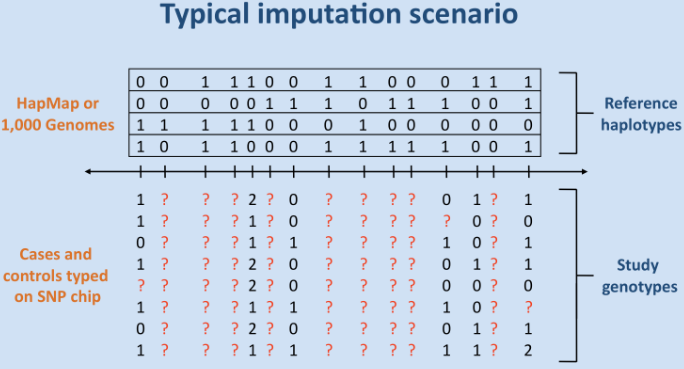 Typical imputation scenario
HapMap or
1,000 Genomes
0 0 1 1 1 0 0 1 1 0 0 0 1 1 1
0 0 0 0 0 1 1 1 0 1 1 1 0 0 1
1 1 1 1 1 0 0 0 1 0 0 0 0 0 0
1 0 1 1 0 0 0 1 1 1 1 1 0 0 1
Reference
haplotypes
Cases and
controls typed
on SNP chip
1 ? ? ? 2 ? 0 ? ? ? ? 0 1 ? 1
1 ? ? ? 1 ? 0 ? ? ? ? ? 0 ? 0
0 ? ? ? 1 ? 1 ? ? ? ? 1 0 ? 1
1 ? ? ? 2 ? 0 ? ? ? ? 0 1 ? 1
? ? ? ? 2 ? 0 ? ? ? ? 0 0 ? 0
1 ? ? ? 1 ? 1 ? ? ? ? 1 0 ? ?
0 ? ? ? 2 ? 0 ? ? ? ? 0 1 ? 1
1 ? ? ? 1 ? 1 ? ? ? ? 1 1 ? 2
Study
genotypes